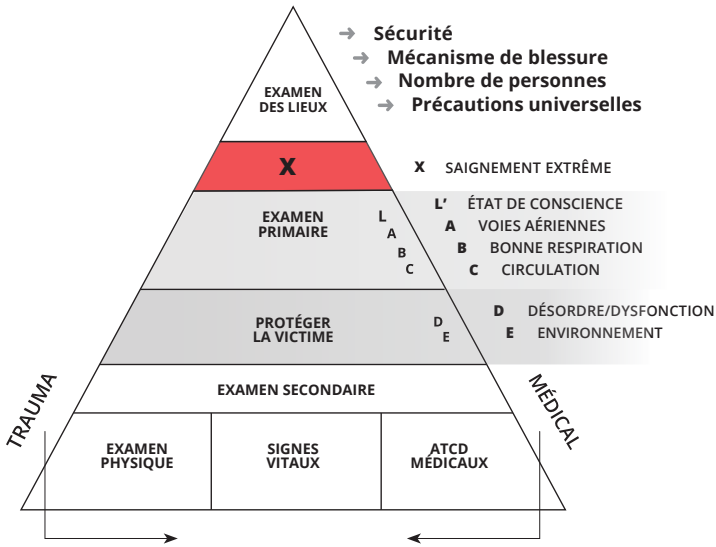 Sécurité
Mécanisme de blessure
Nombre de personnes
Précautions universelles
EXAMEN
DES LIEUX
X
X SAIGNEMENT EXTRÊME
EXAMEN
PRIMAIRE
L
A
B
C
L' ÉTAT DE CONSCIENCE
A VOIES AÉRIENNES
B BONNE RESPIRATION
C CIRCULATION
PROTÉGER
LA VICTIME
D
E
D DÉSORDRE/DYSFONCTION
E ENVIRONNEMENT
EXAMEN SECONDAIRE
TRAUMA
MÉDICAL
EXAMEN
PHYSIQUE
SIGNES
VITAUX
ATCD
MÉDICAUX